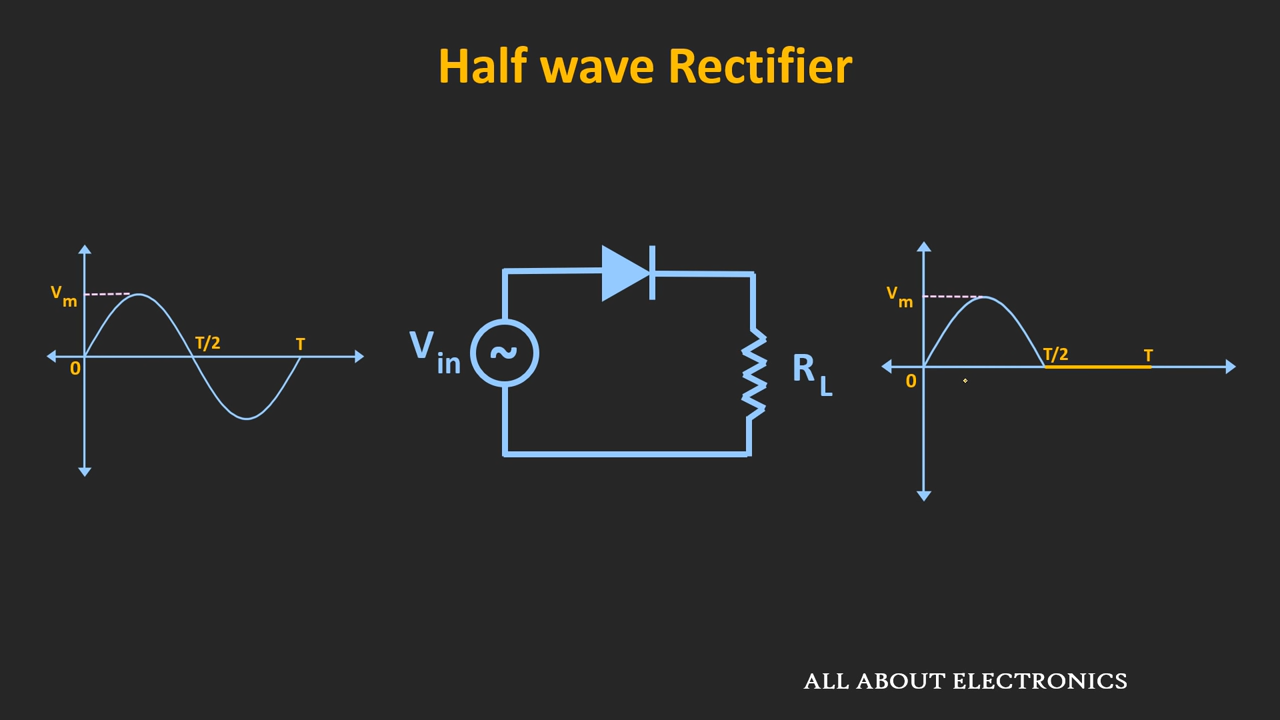 Half wave Rectifier
Vm
T/2
T
0
Vin
~
RL
Vm
T/2
T
0
ALL ABOUT ELECTRONICS